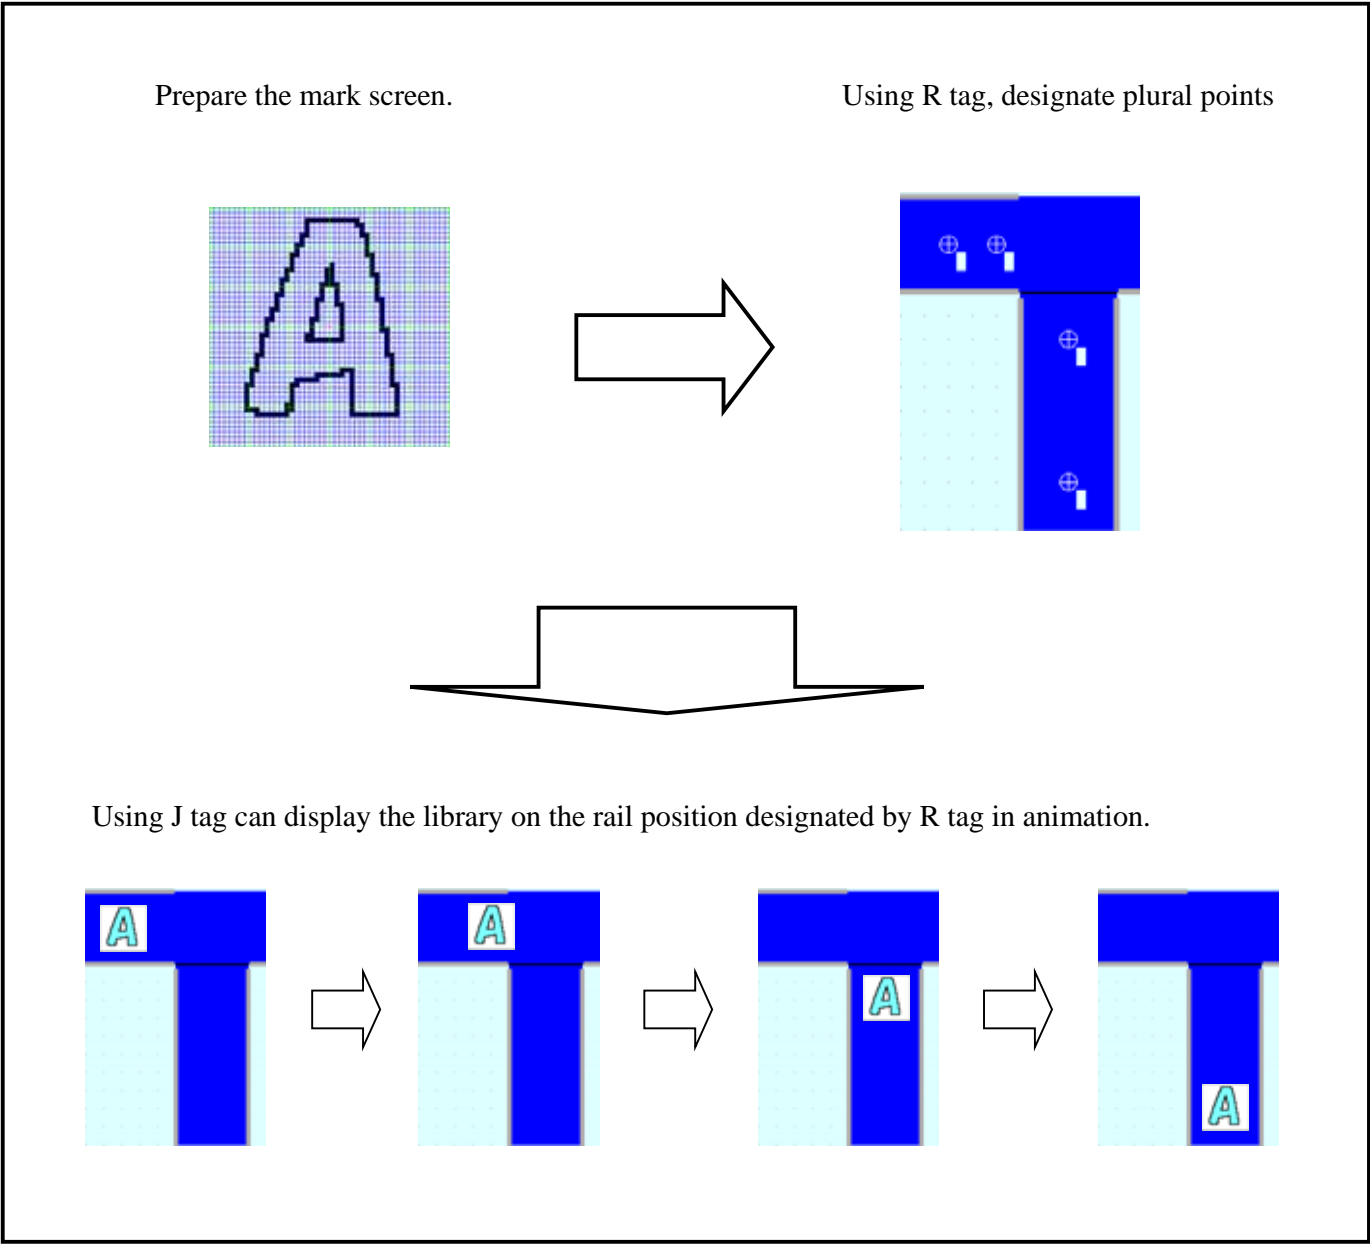 Prepare the mark screen.
Using R tag, designate plural points
A
Using J tag can display the library on the rail position designated by R tag in animation.
A
A
A
A